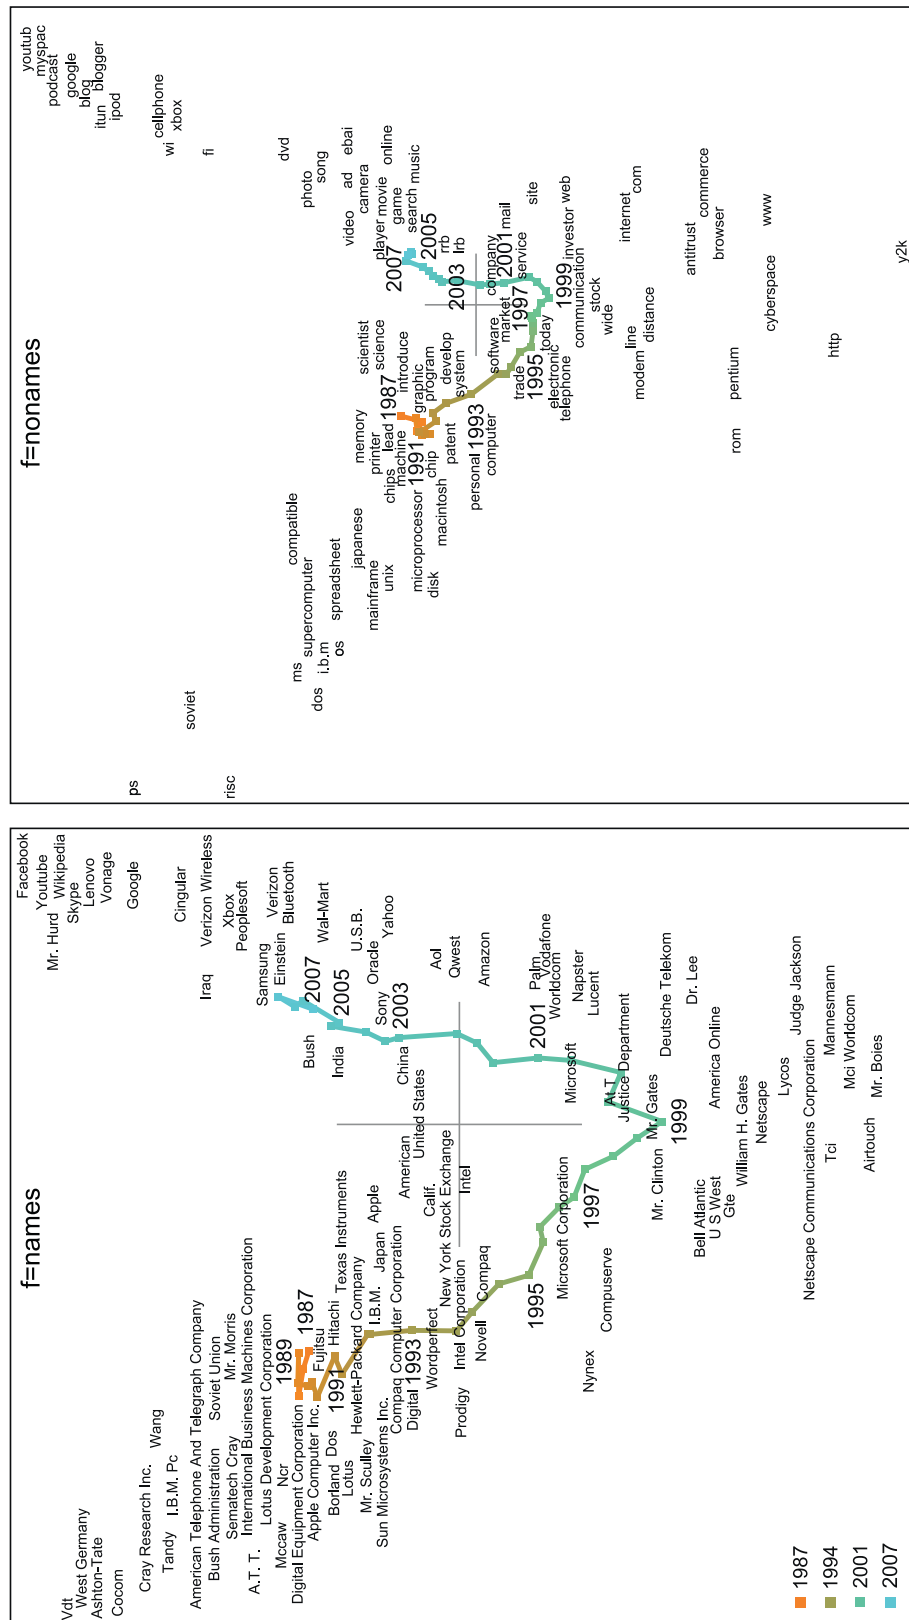 f=names
Facebook
Youtube
Mr. Hurd
Wikipedia
Skype
Lenovo
Vonage
Google
Cingular
Iraq
Verizon Wireless
Xbox
Peoplesoft
Samsung
Einstein
Verizon
Bluetooth
2007
Wal-Mart
Bush
2005
India
U.S.B.
Oracle
Yahoo
Sony
2003
China
United States
American
Aol
Qwest
Amazon
2001
Palm
Vodafone
Worldcom
Napster
Lucent
Microsoft
At T
Justice Department
Mr. Gates
Deutsche Telekom
1999
Dr. Lee
America Online
William H. Gates
Netscape
Lycos
Judge Jackson
Netscape Communications Corporation
Mannesmann
Tci
Mci Worldcom
Airtouch
Mr. Boies
Vdt
West Germany
Ashton-Tate
Cocom
Cray Research Inc.
Wang
Tandy
I.B.M. Pc
American Telephone And Telegraph Company
Bush Administration
Soviet Union
Sematech Cray
Mr. Morris
International Business Machines Corporation
A.T. T.
Lotus Development Corporation
Mccaw
Ncr
1989
Digital Equipment Corporation
1987
Apple Computer Inc.
Fujitsu
Borland
Dos
1991
Hitachi
Texas Instruments
Lotus
Hewlett-Packard Company
Mr. Sculley
I.B.M.
Apple
Sun Microsystems Inc.
Japan
Compaq Computer Corporation
Digital
1993
Calif.
Wordperfect
New York Stock Exchange
Prodigy
Intel Corporation
Intel
Novell
Compaq
1995
Microsoft Corporation
Nynex
1997
Compuserve
Mr. Clinton
Bell Atlantic
U S West
Gte
1987
1994
2001
2007
f=nonames
youtub
myspac
podcast
google
blog
blogger
itun
ipod
cellphone
wi
xbox
fi
dvd
photo
song
video
ad
ebai
camera
player
movie
online
game
search
music
2007
2005
rrb
lrb
2003
company
2001
mail
service
site
investor
web
1999
communication
stock
wide
internet
com
distance
line
modem
antitrust
commerce
browser
pentium
rom
www
cyberspace
http
y2k
scientist
science
introduce
1987
graphic
program
develop
system
memory
printer
lead
chips
machine
1991
chip
patent
microprocessor
macintosh
disk
personal
1993
computer
software
market
1997
trade
1995
today
electronic
telephone
compatible
supercomputer
ms
i.b.m
dos
os
spreadsheet
japanese
mainframe
unix
soviet
ps
risc